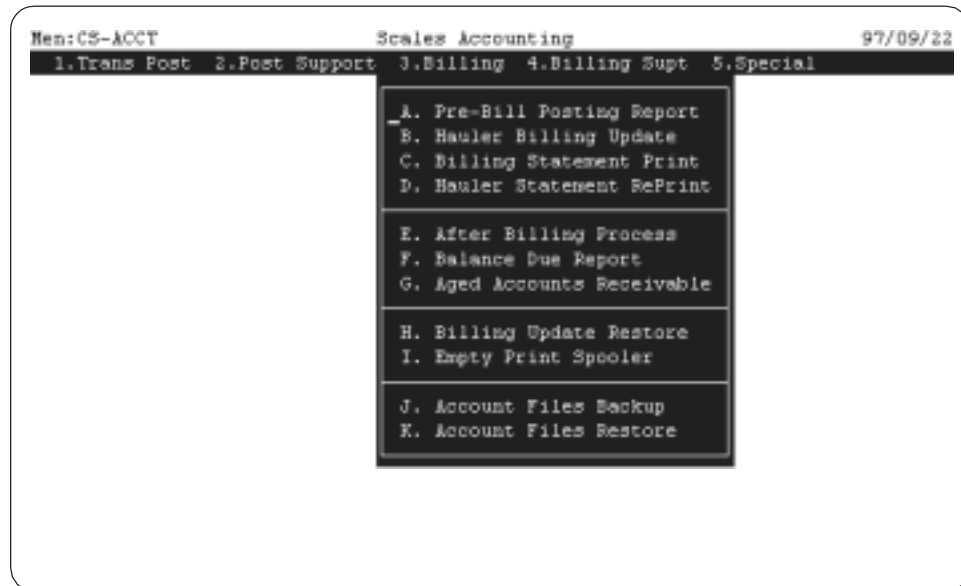 Men:CS-ACCT Scales Accounting 97/09/22
1.Trans Post 2.Post Support 3.Billing 4.Billing Supt 5.Special
A. Pre-Bill Posting Report
B. Hauler Billing Update
C. Billing Statement Print
D. Hauler Statement RePrint
E. After Billing Process
F. Balance Due Report
G. Aged Accounts Receivable
H. Billing Update Restore
I. Empty Print Spooler
J. Account Files Backup
K. Account Files Restore